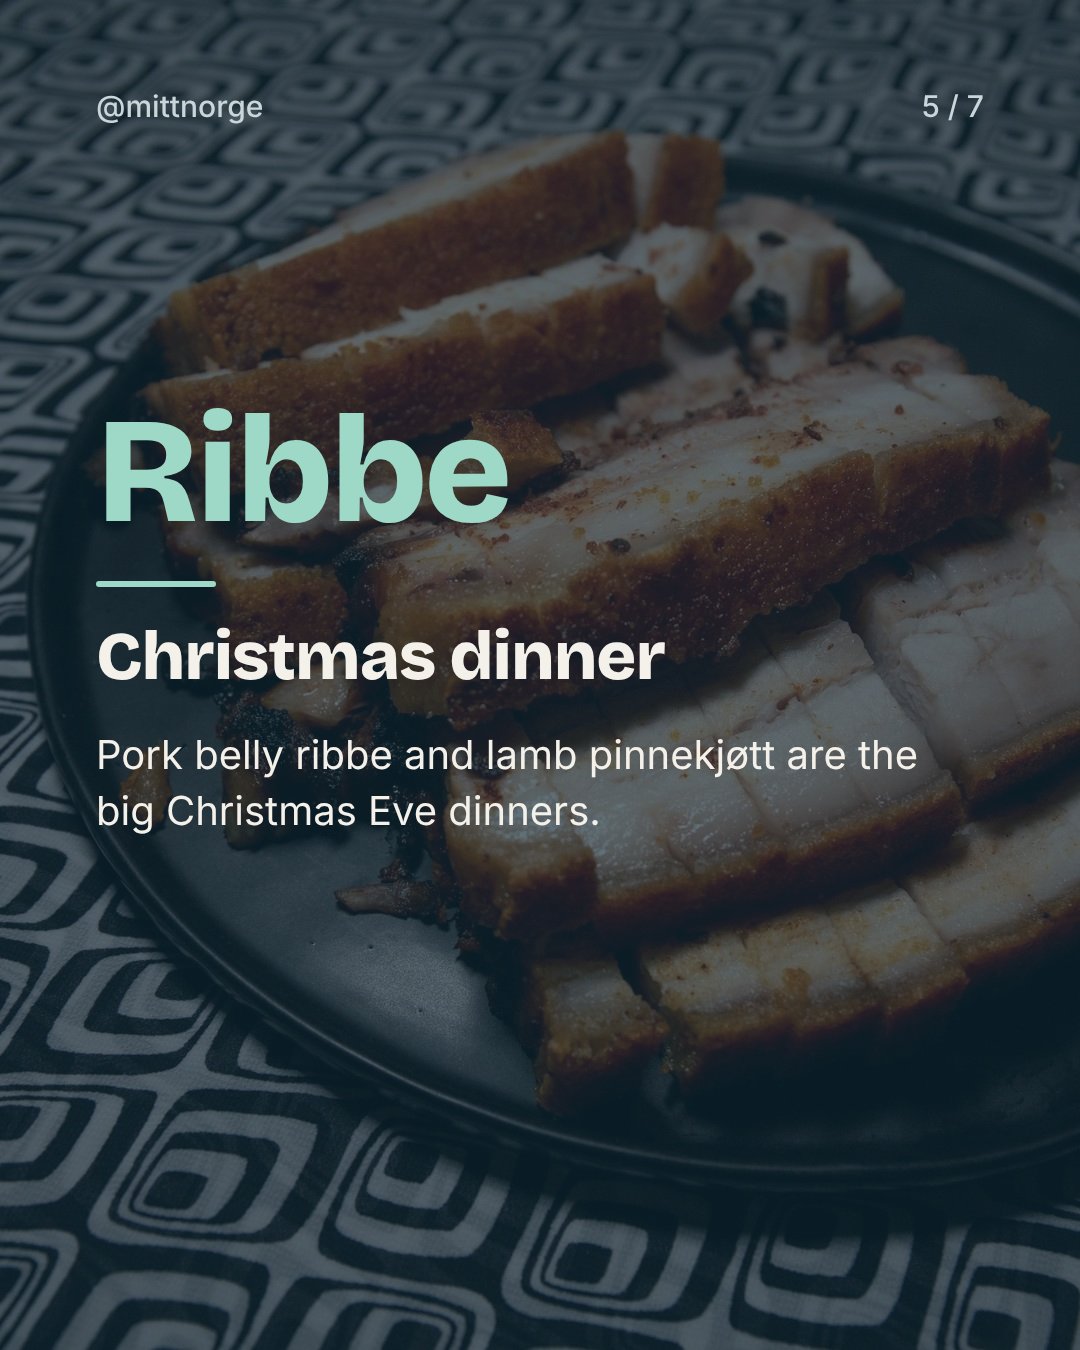 @mittnorge
5 / 7
Ribbe
Christmas dinner
Pork belly ribbe and lamb pinnekjøtt are the
big Christmas Eve dinners.